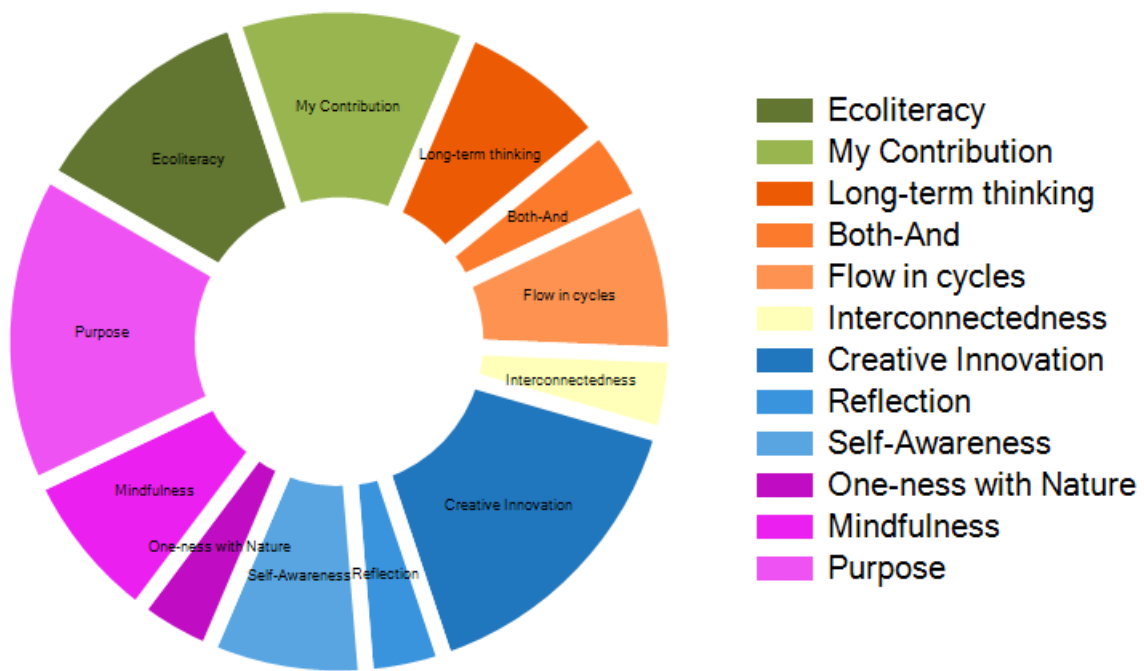 My Contribution
Ecoliteracy
Long-term thinking
Both-And
Flow in cycles
Purpose
Interconnectedness
Mindfulness
Creative Innovation
One-ness with Nature
Self-Awareness
Reflection
Ecoliteracy
My Contribution
Long-term thinking
Both-And
Flow in cycles
Interconnectedness
Creative Innovation
Reflection
Self-Awareness
One-ness with Nature
Mindfulness
Purpose